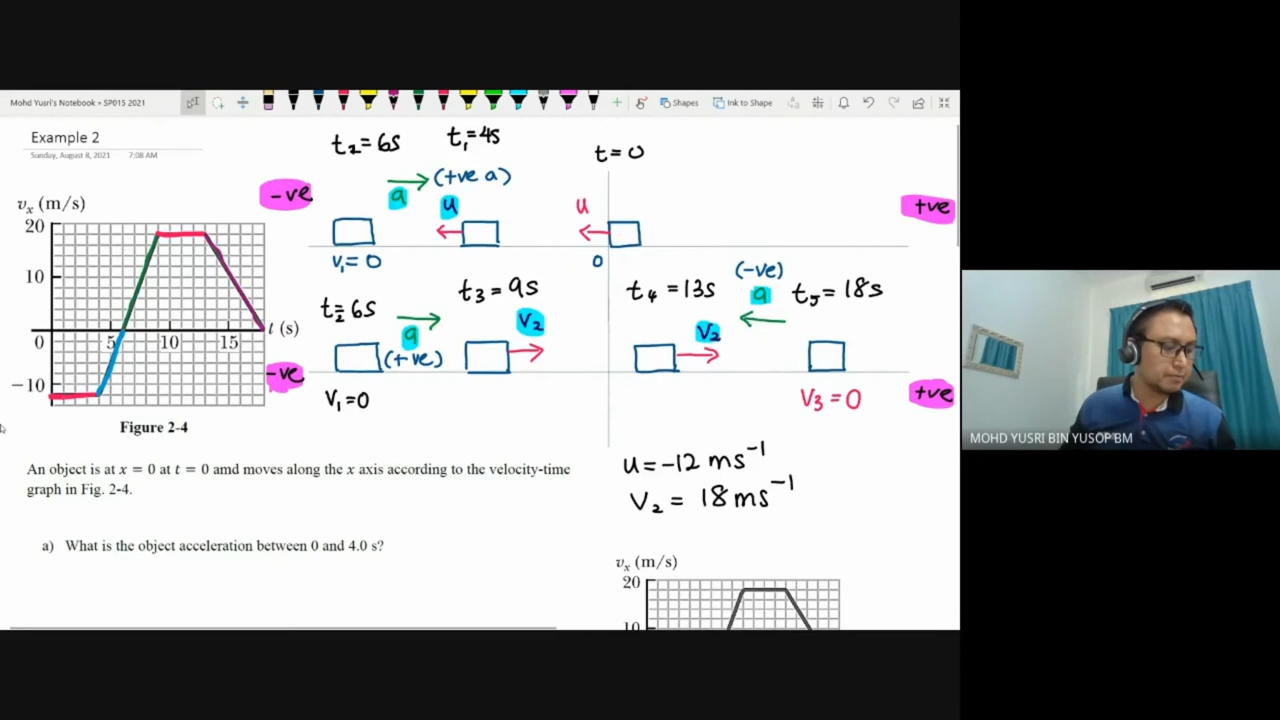 Mohd Yusri's Notebook » SP015 2021
Shapes
Ink to Shape
Example 2
Sunday, August 8, 2021 7:08 AM
t₂=6s t₁=4s t=0
-ve
a (+ve a)
u
u
+ve
v₁=0
0
vₓ (m/s)
20
10
0
5 10 15
t (s)
-10
-ve
Figure 2-4
t₂=6s
t₃=9s
t₄=13s
(-ve)
a
t₅=18s
a
(+ve)
v₂
v₂
v₁=0
v₃=0
+ve
u=-12 ms⁻¹
v₂ = 18ms⁻¹
An object is at x = 0 at t = 0 amd moves along the x axis according to the velocity-time
graph in Fig. 2-4.
a) What is the object acceleration between 0 and 4.0 s?
vₓ (m/s)
20
10
MOHD YUSRI BIN YUSOP BM